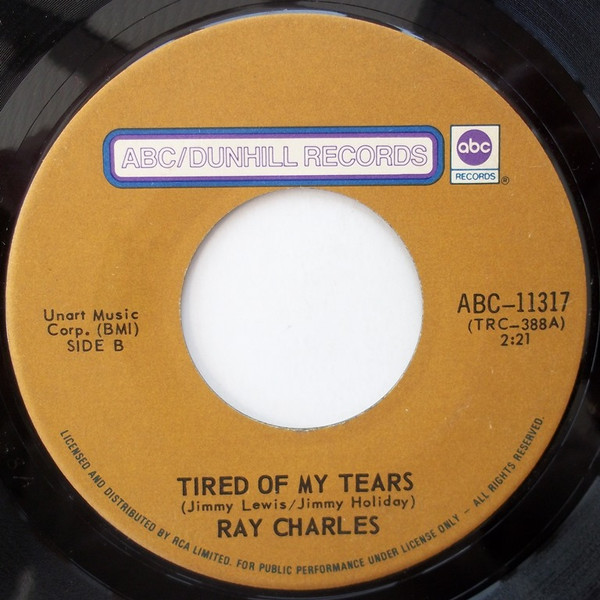 ABC/DUNHILL RECORDS
abc
RECORDS
®
Unart Music
Corp. (BMI)
SIDE B
ABC-11317
(TRC-388A)
2:21
TIRED OF MY TEARS
(Jimmy Lewis/Jimmy Holiday)
RAY CHARLES
LICENSED AND DISTRIBUTED BY RCA LIMITED. FOR PUBLIC PERFORMANCE UNDER LICENSE ONLY – ALL RIGHTS RESERVED.